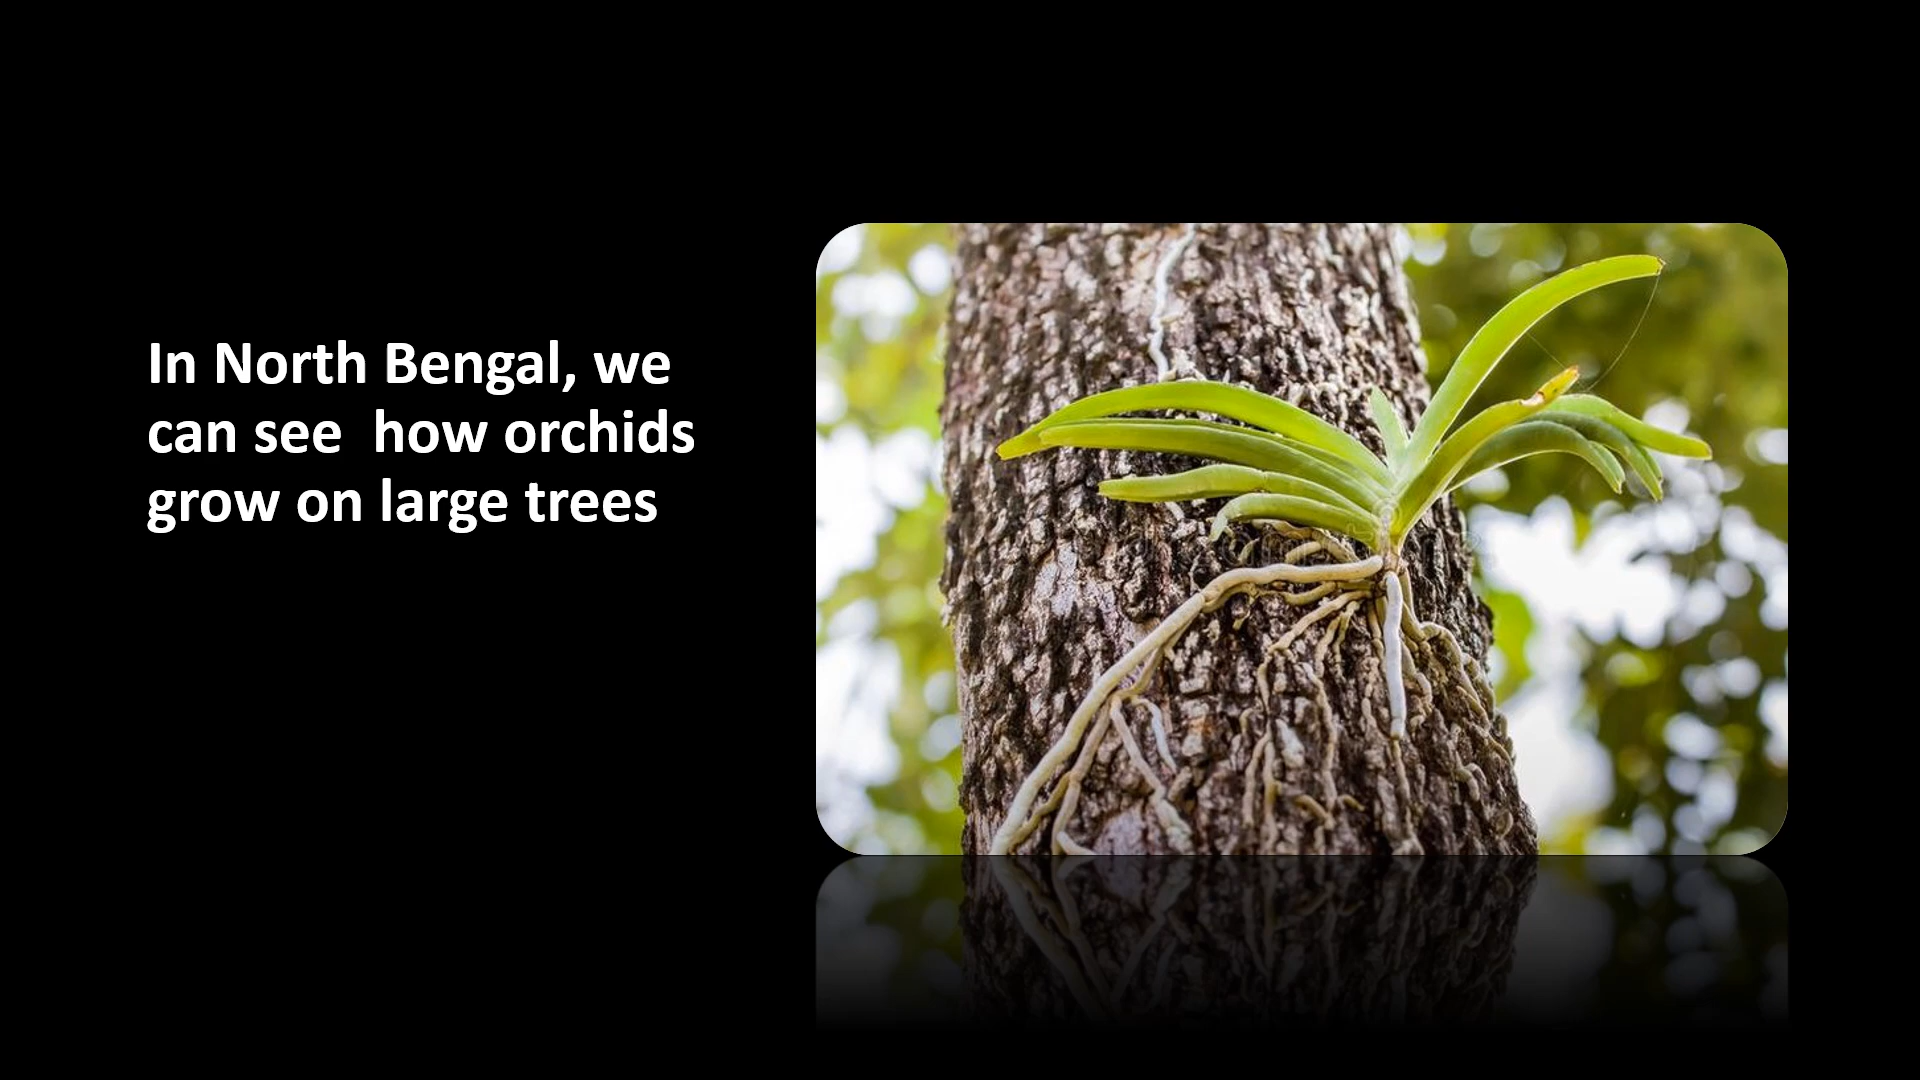 In North Bengal, we
can see  how orchids
grow on large trees